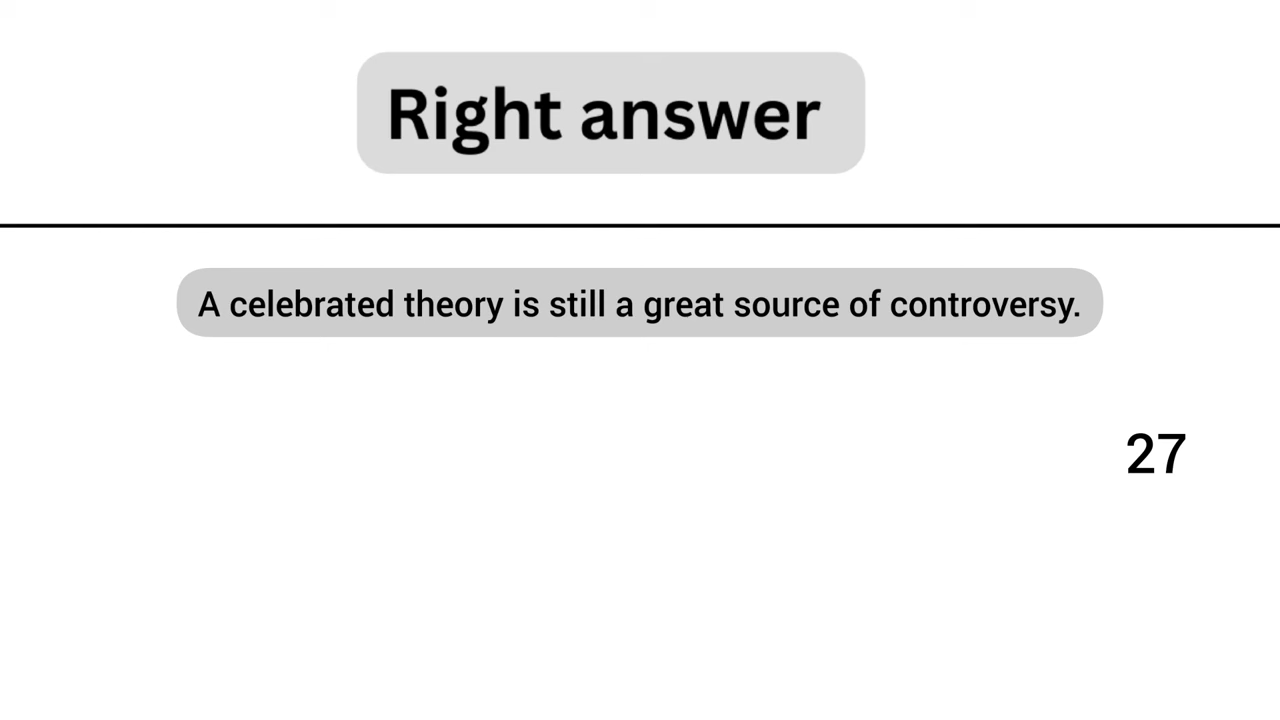 Right answer
A celebrated theory is still a great source of controversy.
27